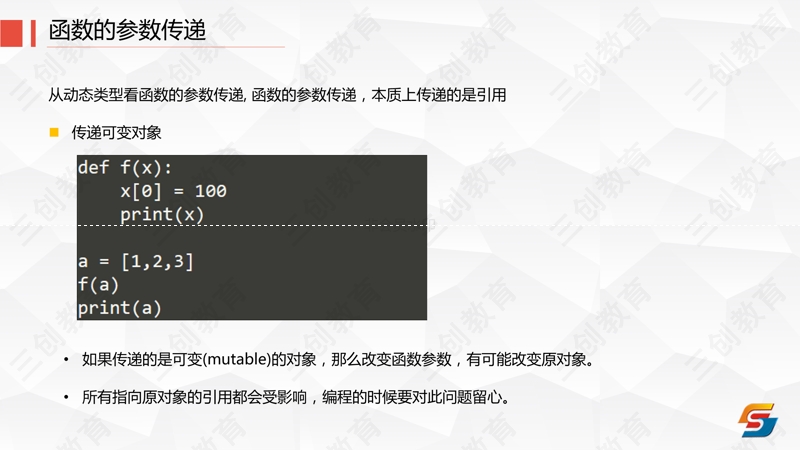 函数的参数传递
从动态类型看函数的参数传递, 函数的参数传递，本质上传递的是引用
传递可变对象
def f(x):
    x[0] = 100
    print(x)
a = [1,2,3]
f(a)
print(a)
• 如果传递的是可变(mutable)的对象，那么改变函数参数，有可能改变原对象。
• 所有指向原对象的引用都会受影响，编程的时候要对此问题留心。
三创教育